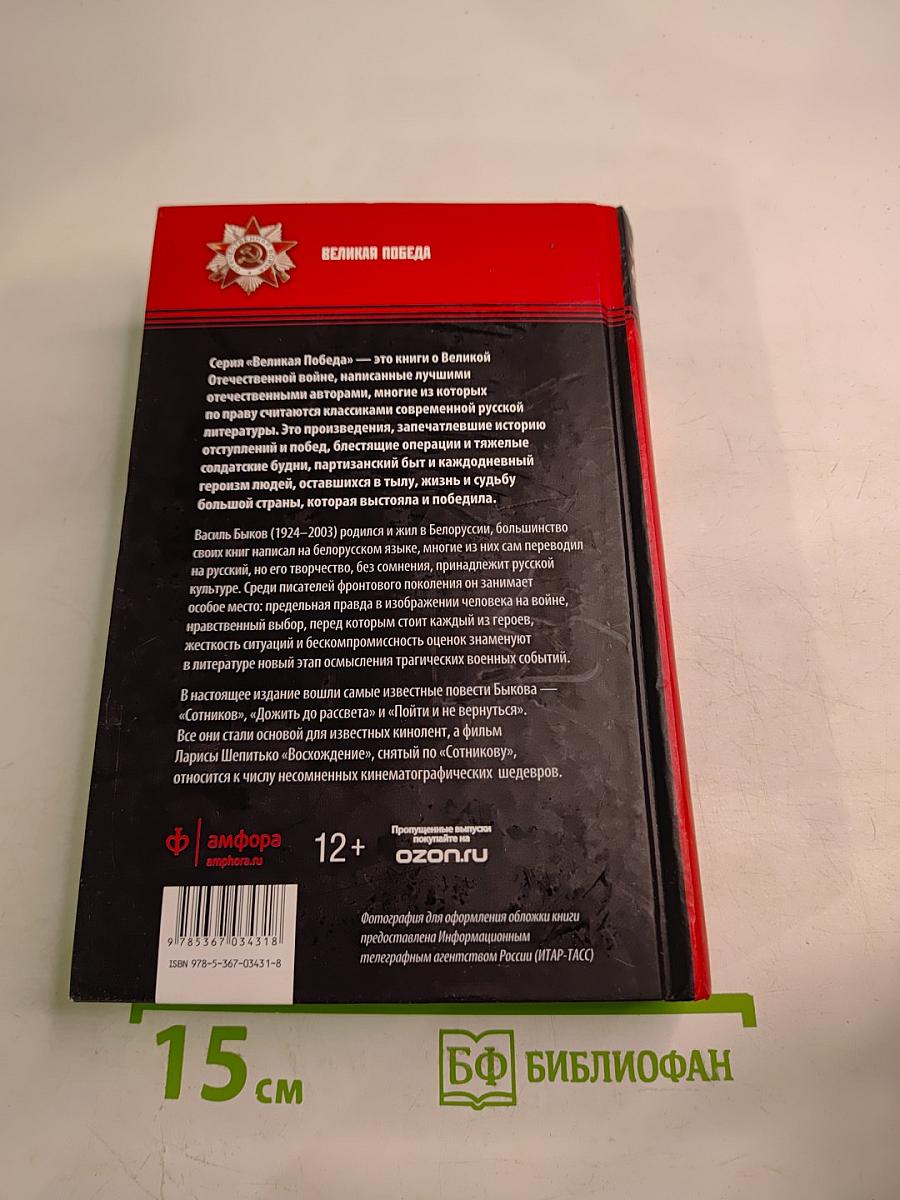 ВЕЛИКАЯ ПОБЕДА
Серия «Великая Победа» — это книги о Великой
Отечественной войне, написанные лучшими
отечественными авторами, многие из которых
по праву считаются классиками современной русской
литературы. Это произведения, запечатлевшие историю
отступлений и побед, блестящие операции и тяжелые
солдатские будни, партизанский быт и каждодневный
героизм людей, оставшихся в тылу, жизнь и судьбу
большой страны, которая выстояла и победила.
Василь Быков (1924–2003) родился и жил в Белоруссии, большинство
своих книг написал на белорусском языке, многие из них сам переводил
на русский, но его творчество, без сомнения, принадлежит русской
культуре. Среди писателей фронтового поколения он занимает
особое место: предельная правда в изображении человека на войне,
нравственный выбор, перед которым стоит каждый из героев,
жесткость ситуаций и бескомпромиссность оценок знаменуют
в литературе новый этап осмысления трагических военных событий.
В настоящее издание вошли самые известные повести Быкова —
«Сотников», «Дожить до рассвета» и «Пойти и не вернуться».
Все они стали основой для известных кинолент, а фильм
Ларисы Шепитько «Восхождение», снятый по «Сотникову»,
относится к числу несомненных кинематографических шедевров.
амфора
amphora.ru
12+
Пропущенные выпуски
покупайте на
ozon.ru
9 785367 034318
ISBN 978-5-367-03431-8
Фотография для оформления обложки книги
предоставлена Информационным
телеграфным агентством России (ИТАР-ТАСС)
15 см
БФ БИБЛИОФАН